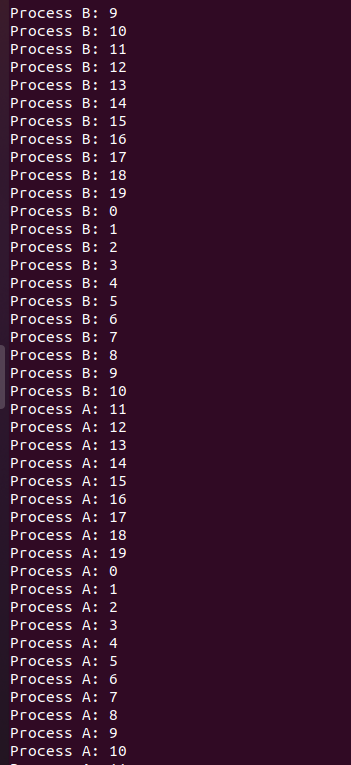 Process B: 9
Process B: 10
Process B: 11
Process B: 12
Process B: 13
Process B: 14
Process B: 15
Process B: 16
Process B: 17
Process B: 18
Process B: 19
Process B: 0
Process B: 1
Process B: 2
Process B: 3
Process B: 4
Process B: 5
Process B: 6
Process B: 7
Process B: 8
Process B: 9
Process B: 10
Process A: 11
Process A: 12
Process A: 13
Process A: 14
Process A: 15
Process A: 16
Process A: 17
Process A: 18
Process A: 19
Process A: 0
Process A: 1
Process A: 2
Process A: 3
Process A: 4
Process A: 5
Process A: 6
Process A: 7
Process A: 8
Process A: 9
Process A: 10